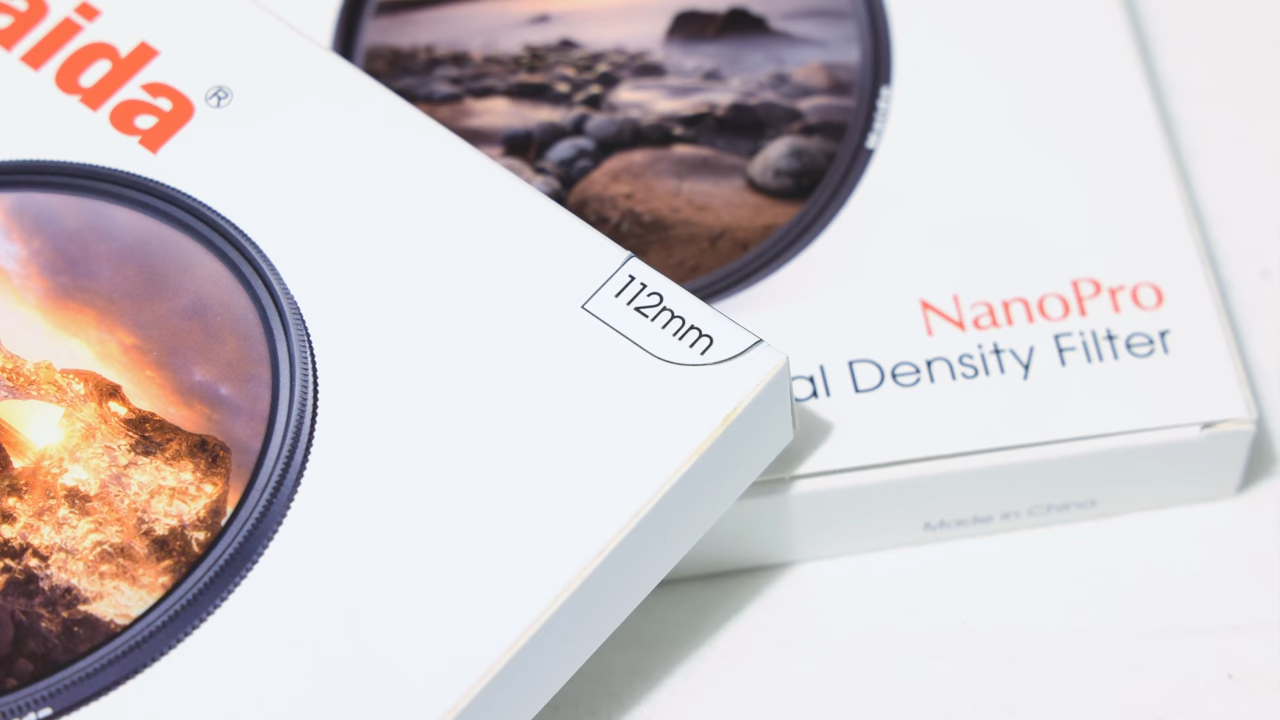 aida®
112mm
NanoPro
al Density Filter
Made in China